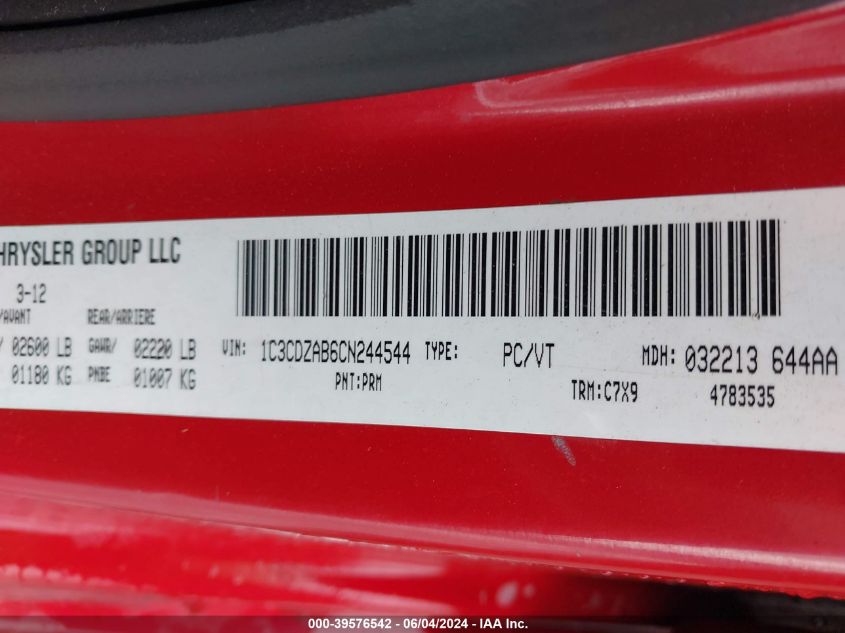 HRYSLER GROUP LLC
3-12
/AVANT REAR/ARRIERE
02600 LB GAWR/ 02220 LB
01180 KG PNBE 01007 KG
VIN: 1C3CDZAB6CN244544 TYPE: PC/VT MDH: 032213 644AA
PNT:PRM TRM:C7X9 4783535
000-39576542 - 06/04/2024 - IAA Inc.